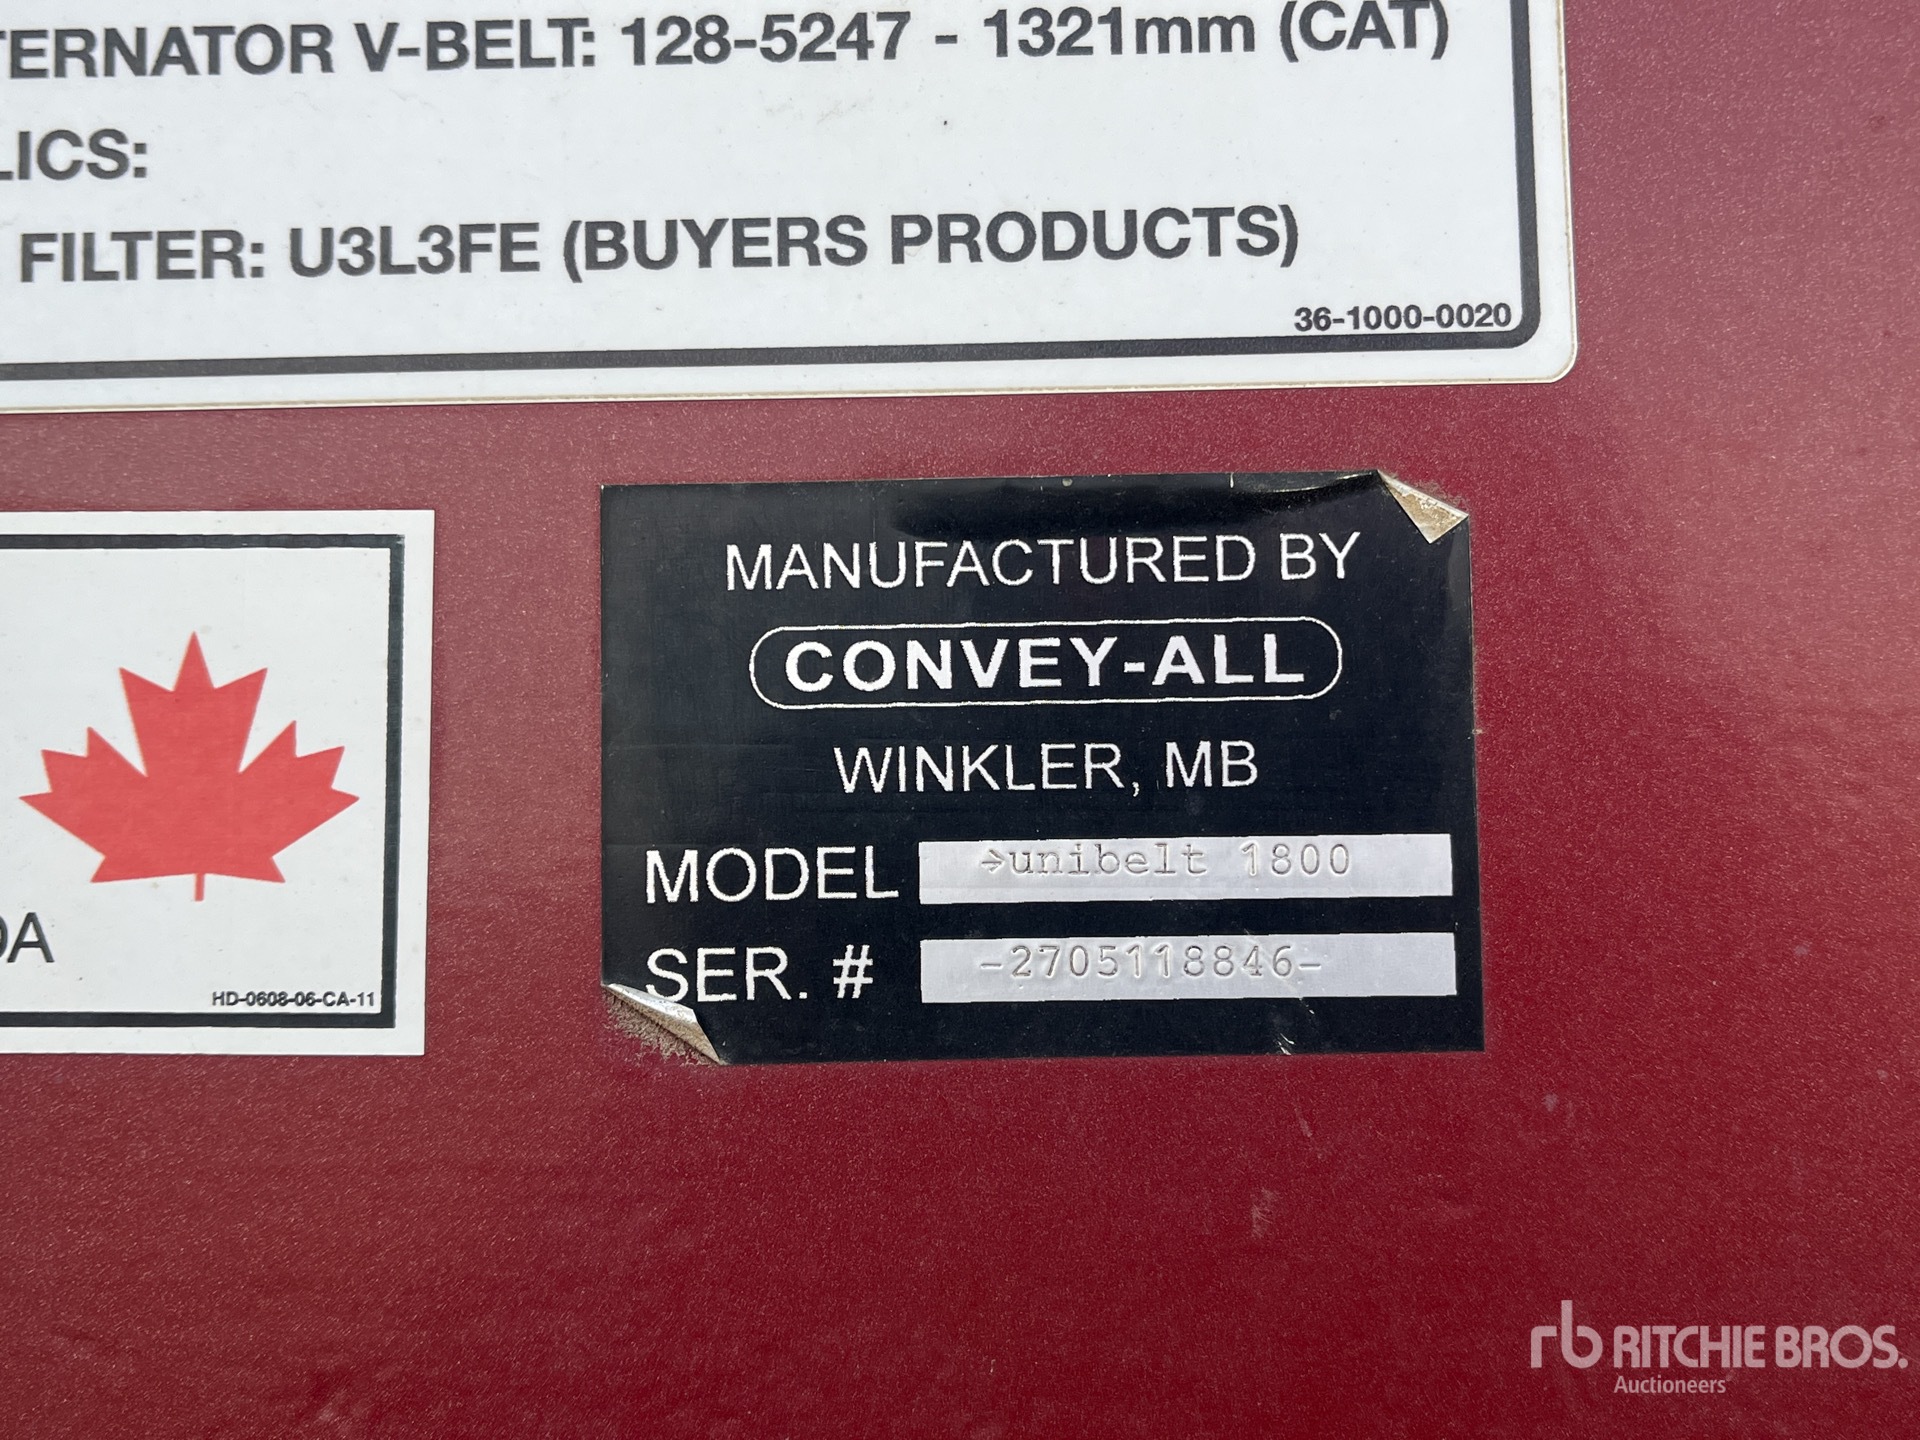 TERNATOR V-BELT: 128-5247 - 1321mm (CAT)
LICS:
FILTER: U3L3FE (BUYERS PRODUCTS)
36-1000-0020
DA
HD-0608-06-CA-11
MANUFACTURED BY
CONVEY-ALL
WINKLER, MB
MODEL →unibelt 1800
SER. # -2705118846-
rb RITCHIE BROS.
Auctioneers